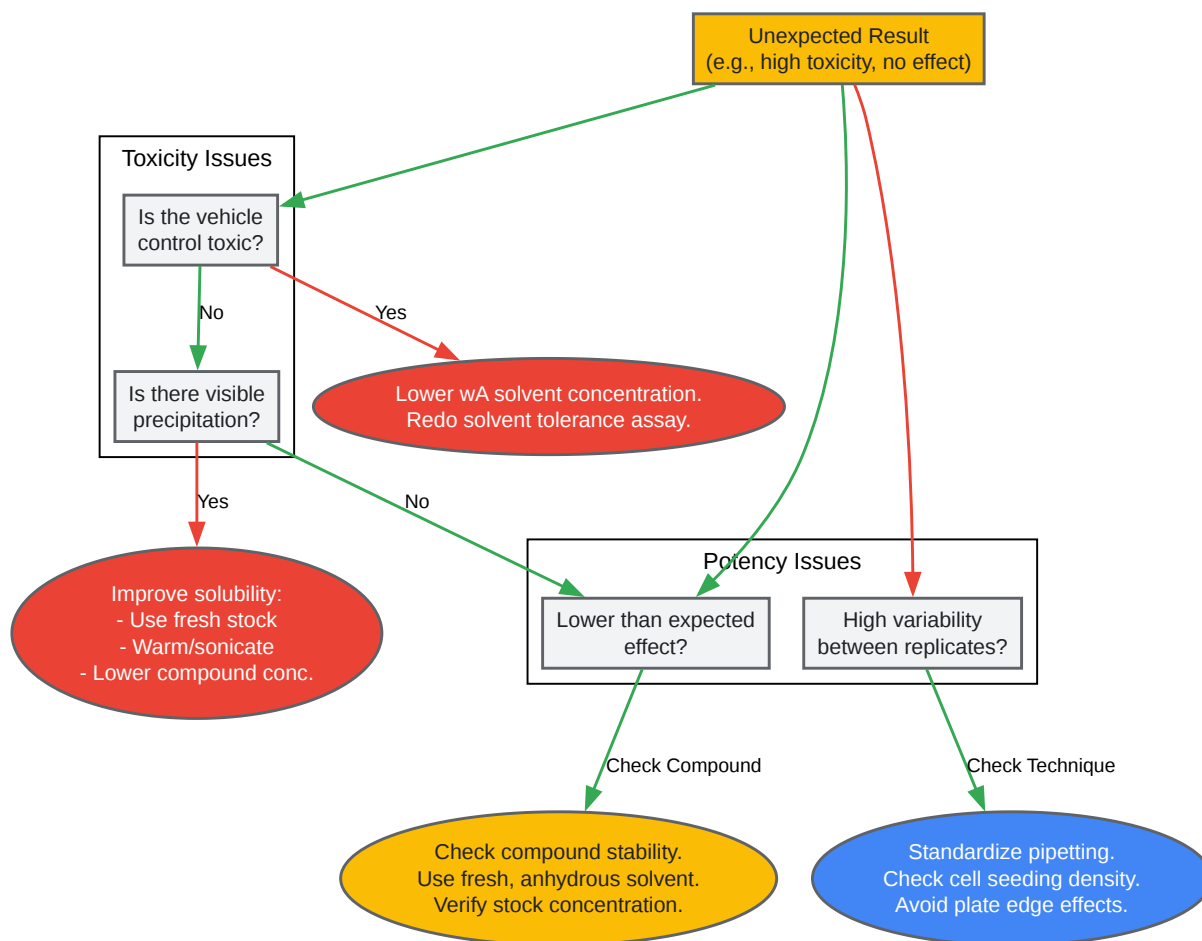 Unexpected Result
(e.g., high toxicity, no effect)
Toxicity Issues
Is the vehicle
control toxic?
No
Yes
Is there visible
precipitation?
Lower wA solvent concentration.
Redo solvent tolerance assay.
Yes
No
Improve solubility:
- Use fresh stock
- Warm/sonicate
- Lower compound conc.
Potency Issues
Lower than expected
effect?
High variability
between replicates?
Check Compound
Check Technique
Check compound stability.
Use fresh, anhydrous solvent.
Verify stock concentration.
Standardize pipetting.
Check cell seeding density.
Avoid plate edge effects.